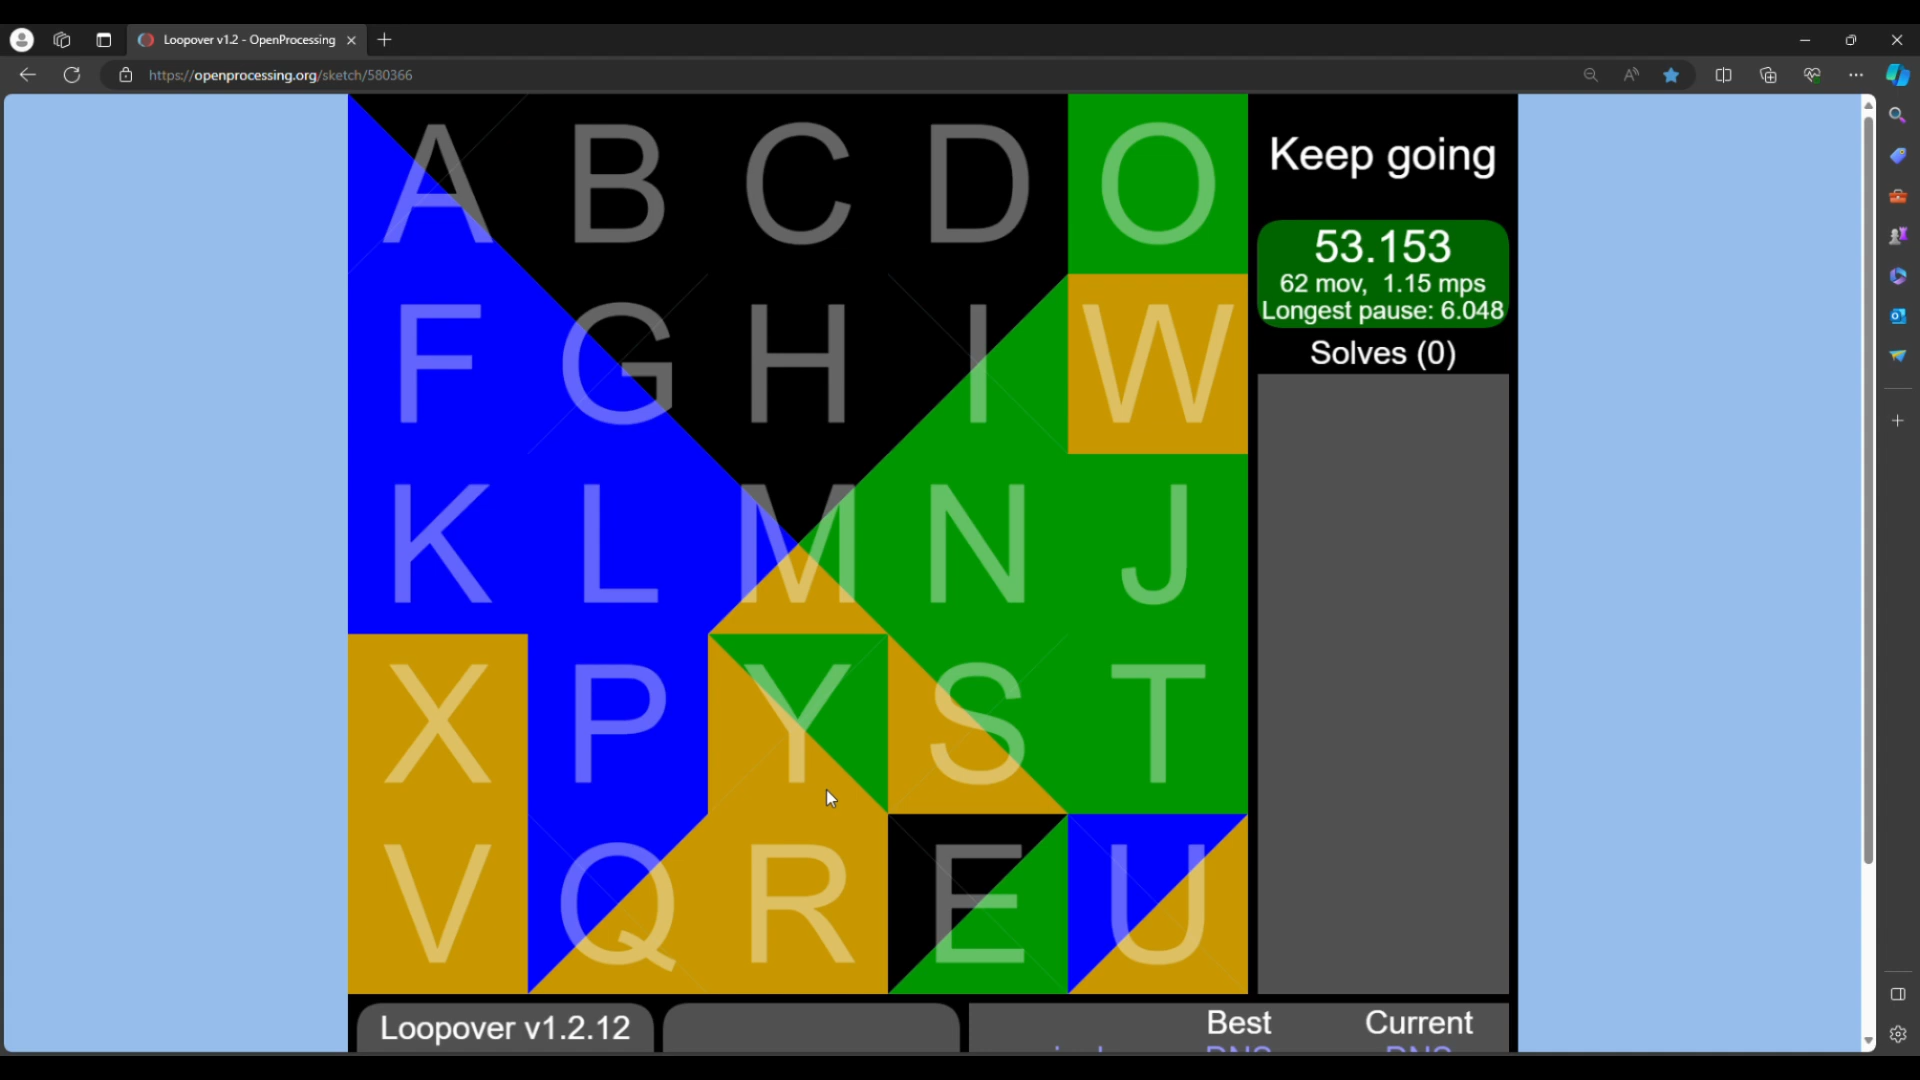 Loopover v1.2 - OpenProcessing
https://openprocessing.org/sketch/580366
A B C D O
Keep going
53.153
62 mov, 1.15 mps
Longest pause: 6.048
Solves (0)
F G H I W
K L M N J
X P Y S T
V Q R E U
Loopover v1.2.12
Best Current